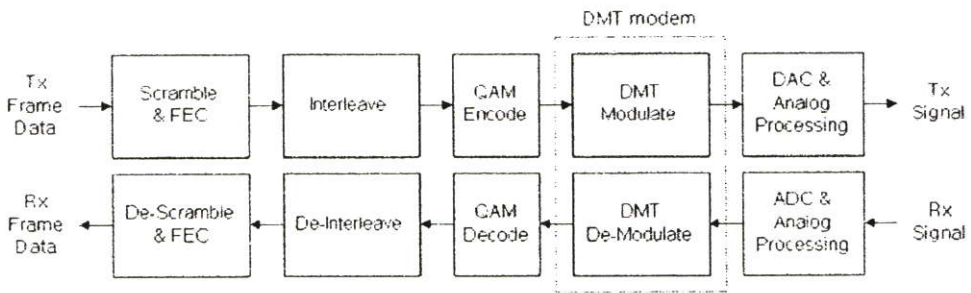 DMT modem
Tx
Frame
Data
Scramble
& FEC
Interleave
QAM
Encode
DMT
Modulate
DAC &
Analog
Processing
Tx
Signal
Rx
Frame
Data
De-Scramble
& FEC
De-Interleave
QAM
Decode
DMT
De-Modulate
ADC &
Analog
Processing
Rx
Signal